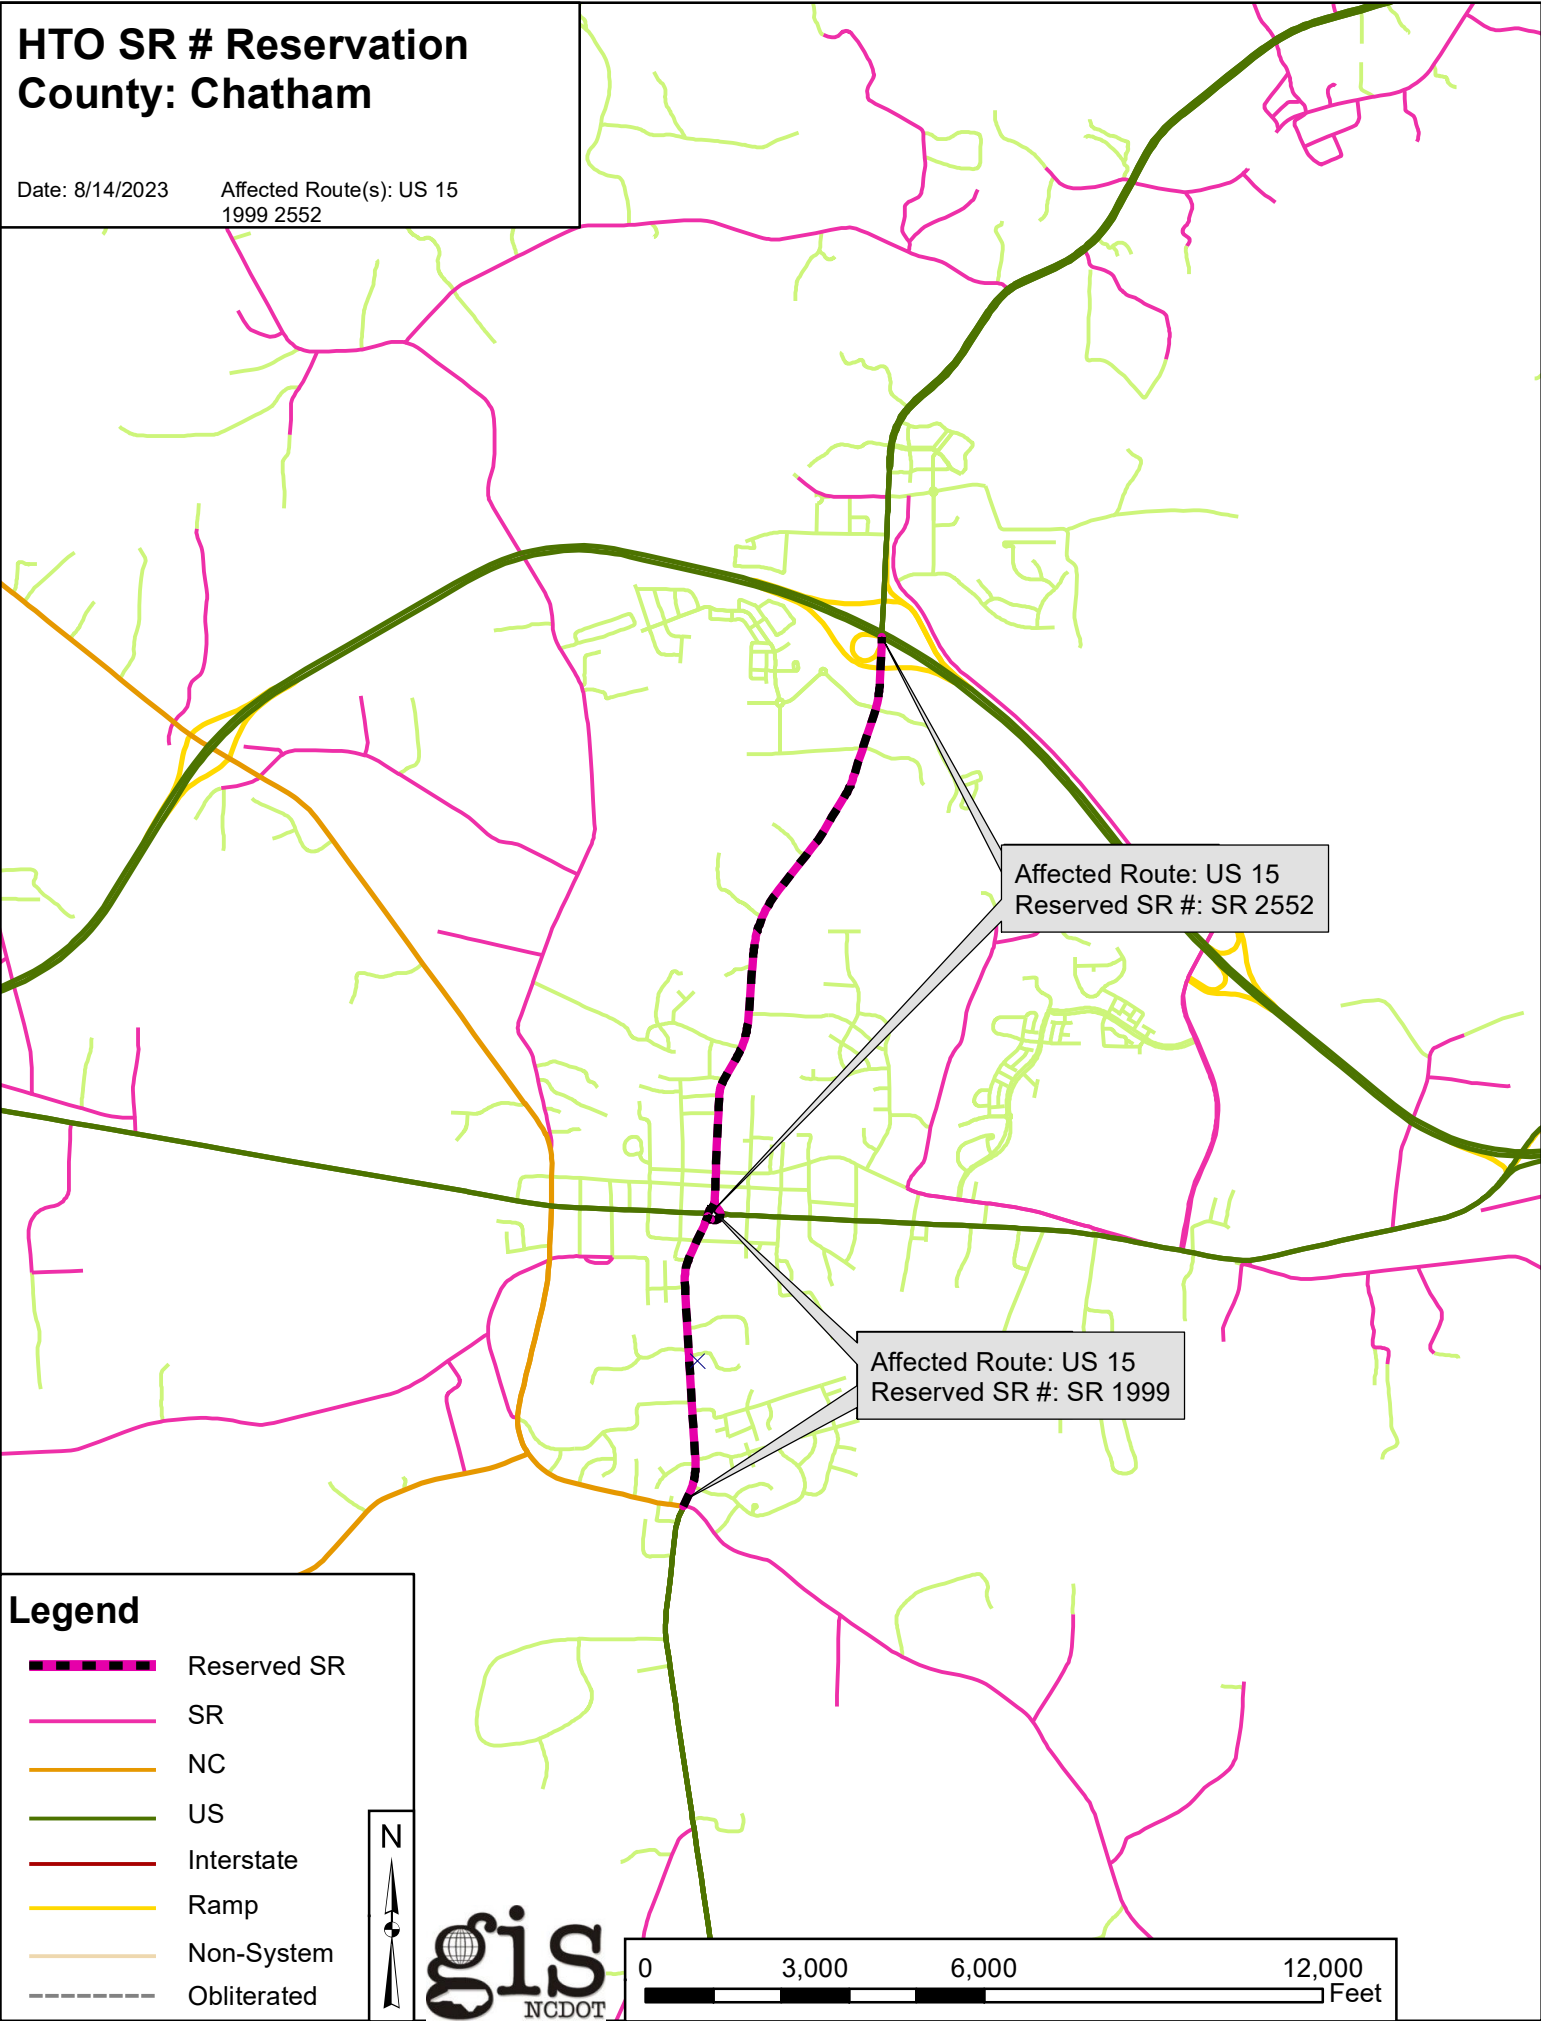 HTO SR # Reservation
County: Chatham
Date: 8/14/2023 Affected Route(s): US 15
1999 2552
Affected Route: US 15
Reserved SR #: SR 2552
Affected Route: US 15
Reserved SR #: SR 1999
Legend
Reserved SR
SR
NC
US
Interstate
Ramp
Non-System
Obliterated
N
gis
NCDOT
0 3,000 6,000 12,000
Feet